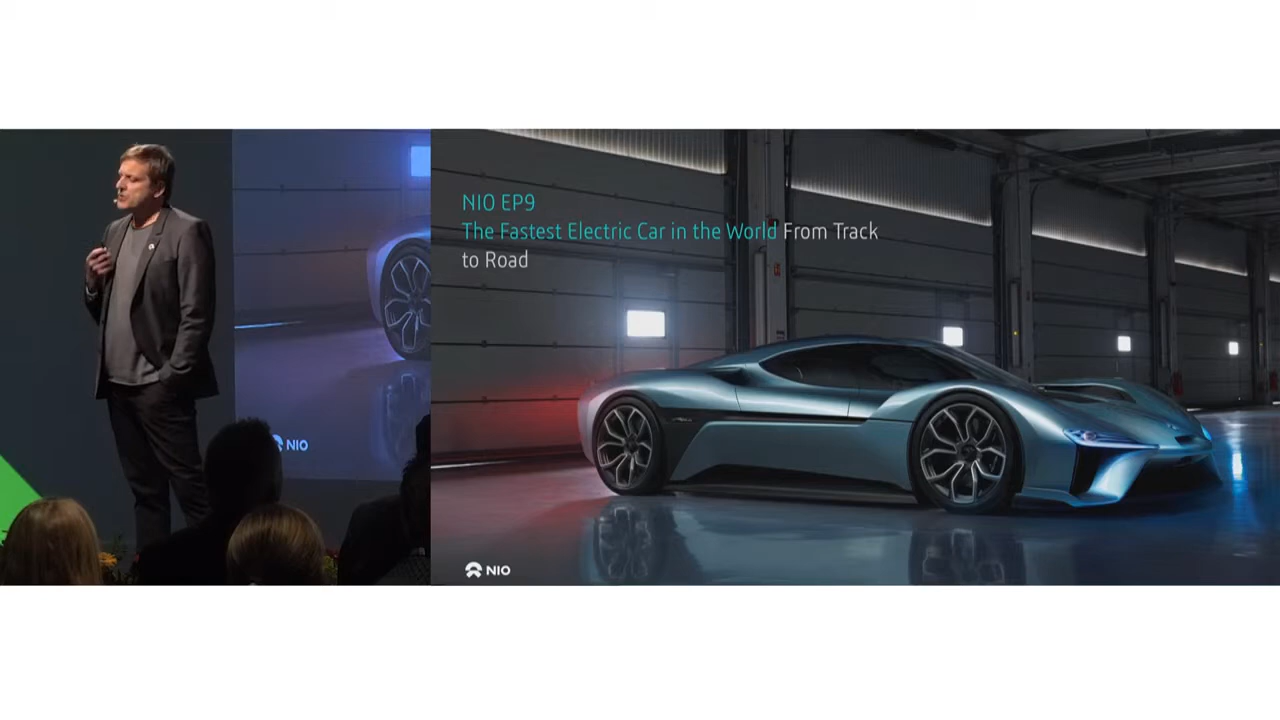 NIO EP9
The Fastest Electric Car in the World From Track
to Road
NIO
NIO